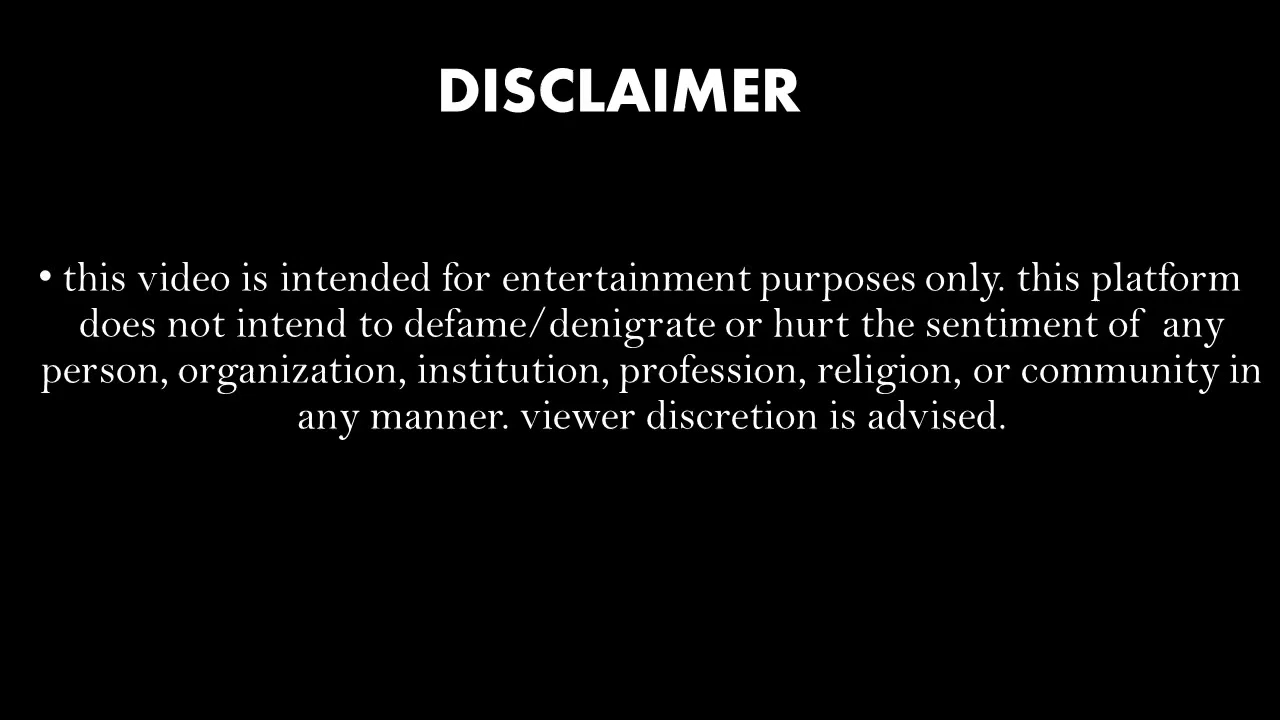 DISCLAIMER
• this video is intended for entertainment purposes only. this platform
does not intend to defame/denigrate or hurt the sentiment of any
person, organization, institution, profession, religion, or community in
any manner. viewer discretion is advised.